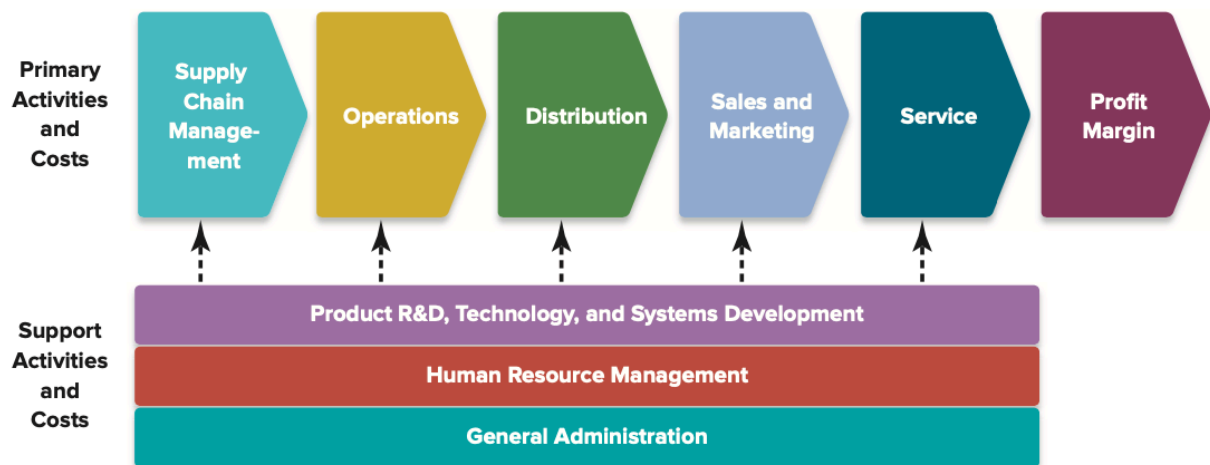 Primary
Activities
and
Costs
Supply
Chain
Manage-
ment
Operations
Distribution
Sales and
Marketing
Service
Profit
Margin
Support
Activities
and
Costs
Product R&D, Technology, and Systems Development
Human Resource Management
General Administration